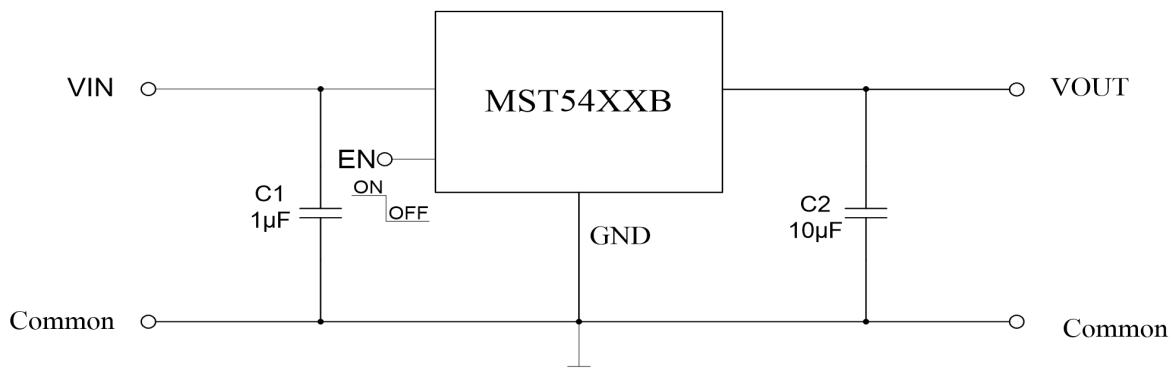 VIN
MST54XXB
VOUT
EN
ON
OFF
C1
1µF
GND
C2
10µF
Common
Common